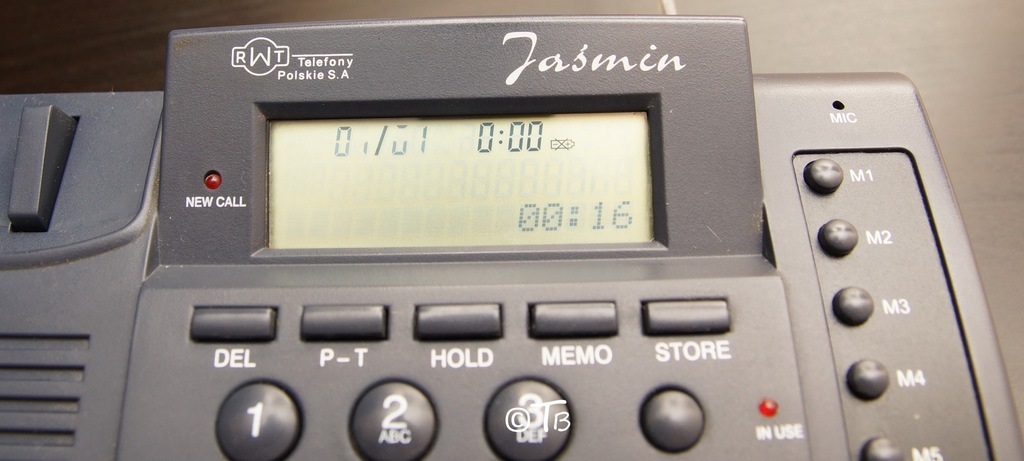 RWT Telefony
Polskie S.A
Jaśmin
MIC
01/01 0:00
00:16
NEW CALL
M1
M2
M3
M4
M5
DEL P-T HOLD MEMO STORE
1 2 3
ABC DEF
©TB
IN USE